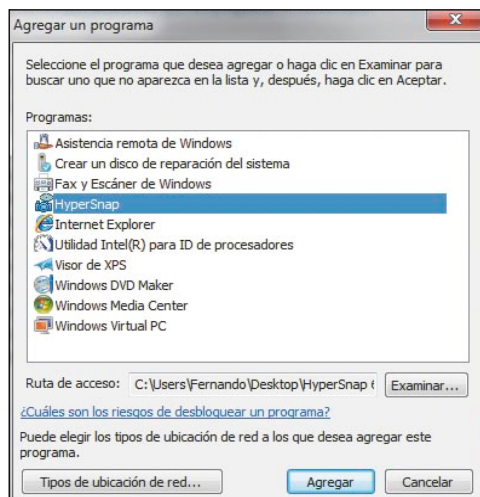 Agregar un programa
Seleccione el programa que desea agregar o haga clic en Examinar para
buscar uno que no aparezca en la lista y, después, haga clic en Aceptar.
Programas:
Asistencia remota de Windows
Crear un disco de reparación del sistema
Fax y Escáner de Windows
HyperSnap
Internet Explorer
Utilidad Intel(R) para ID de procesadores
Visor de XPS
Windows DVD Maker
Windows Media Center
Windows Virtual PC
Ruta de acceso: C:\Users\Fernando\Desktop\HyperSnap 6 Examinar...
¿Cuáles son los riesgos de desbloquear un programa?
Puede elegir los tipos de ubicación de red a los que desea agregar este
programa.
Tipos de ubicación de red... Agregar Cancelar